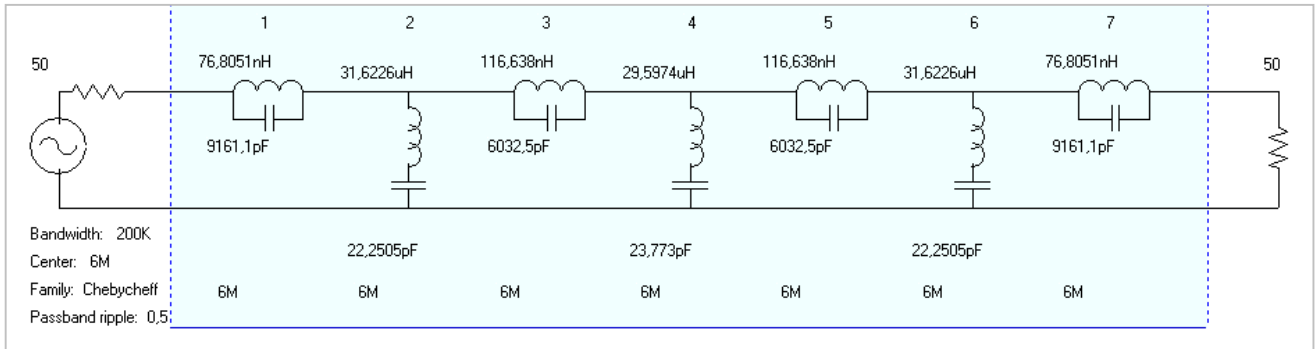 1 2 3 4 5 6 7
50 76,8051nH 31,6226uH 116,638nH 29,5974uH 116,638nH 31,6226uH 76,8051nH 50
9161,1pF 6032,5pF 6032,5pF 9161,1pF
22,2505pF 23,773pF 22,2505pF
Bandwidth: 200K
Center: 6M
Family: Chebycheff
Passband ripple: 0,5
6M 6M 6M 6M 6M 6M 6M